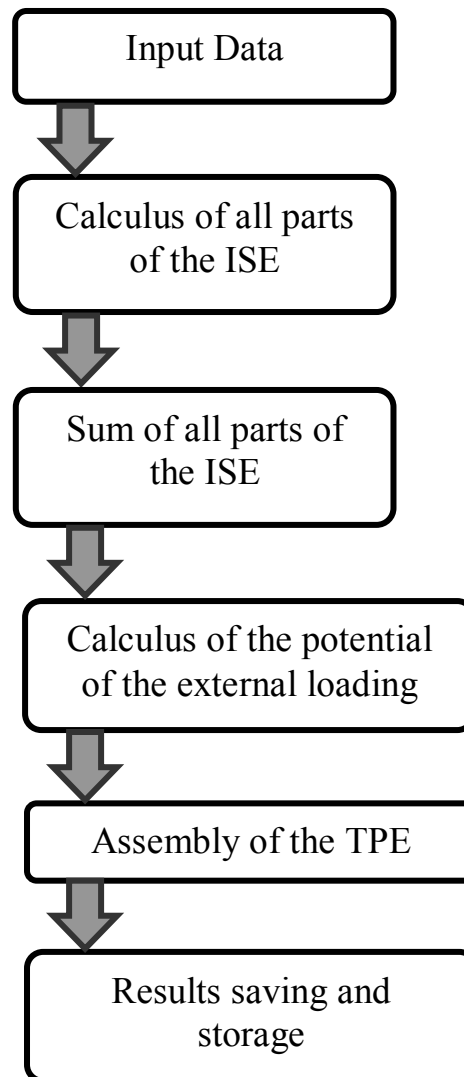 Input Data
Calculus of all parts
of the ISE
Sum of all parts of
the ISE
Calculus of the potential
of the external loading
Assembly of the TPE
Results saving and
storage